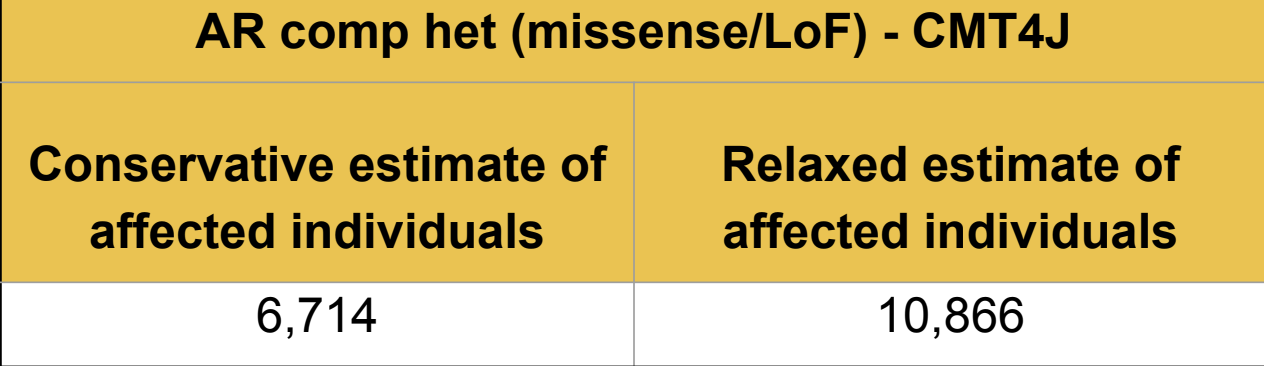 AR comp het (missense/LoF) - CMT4J
Conservative estimate of
affected individuals
Relaxed estimate of
affected individuals
6,714
10,866